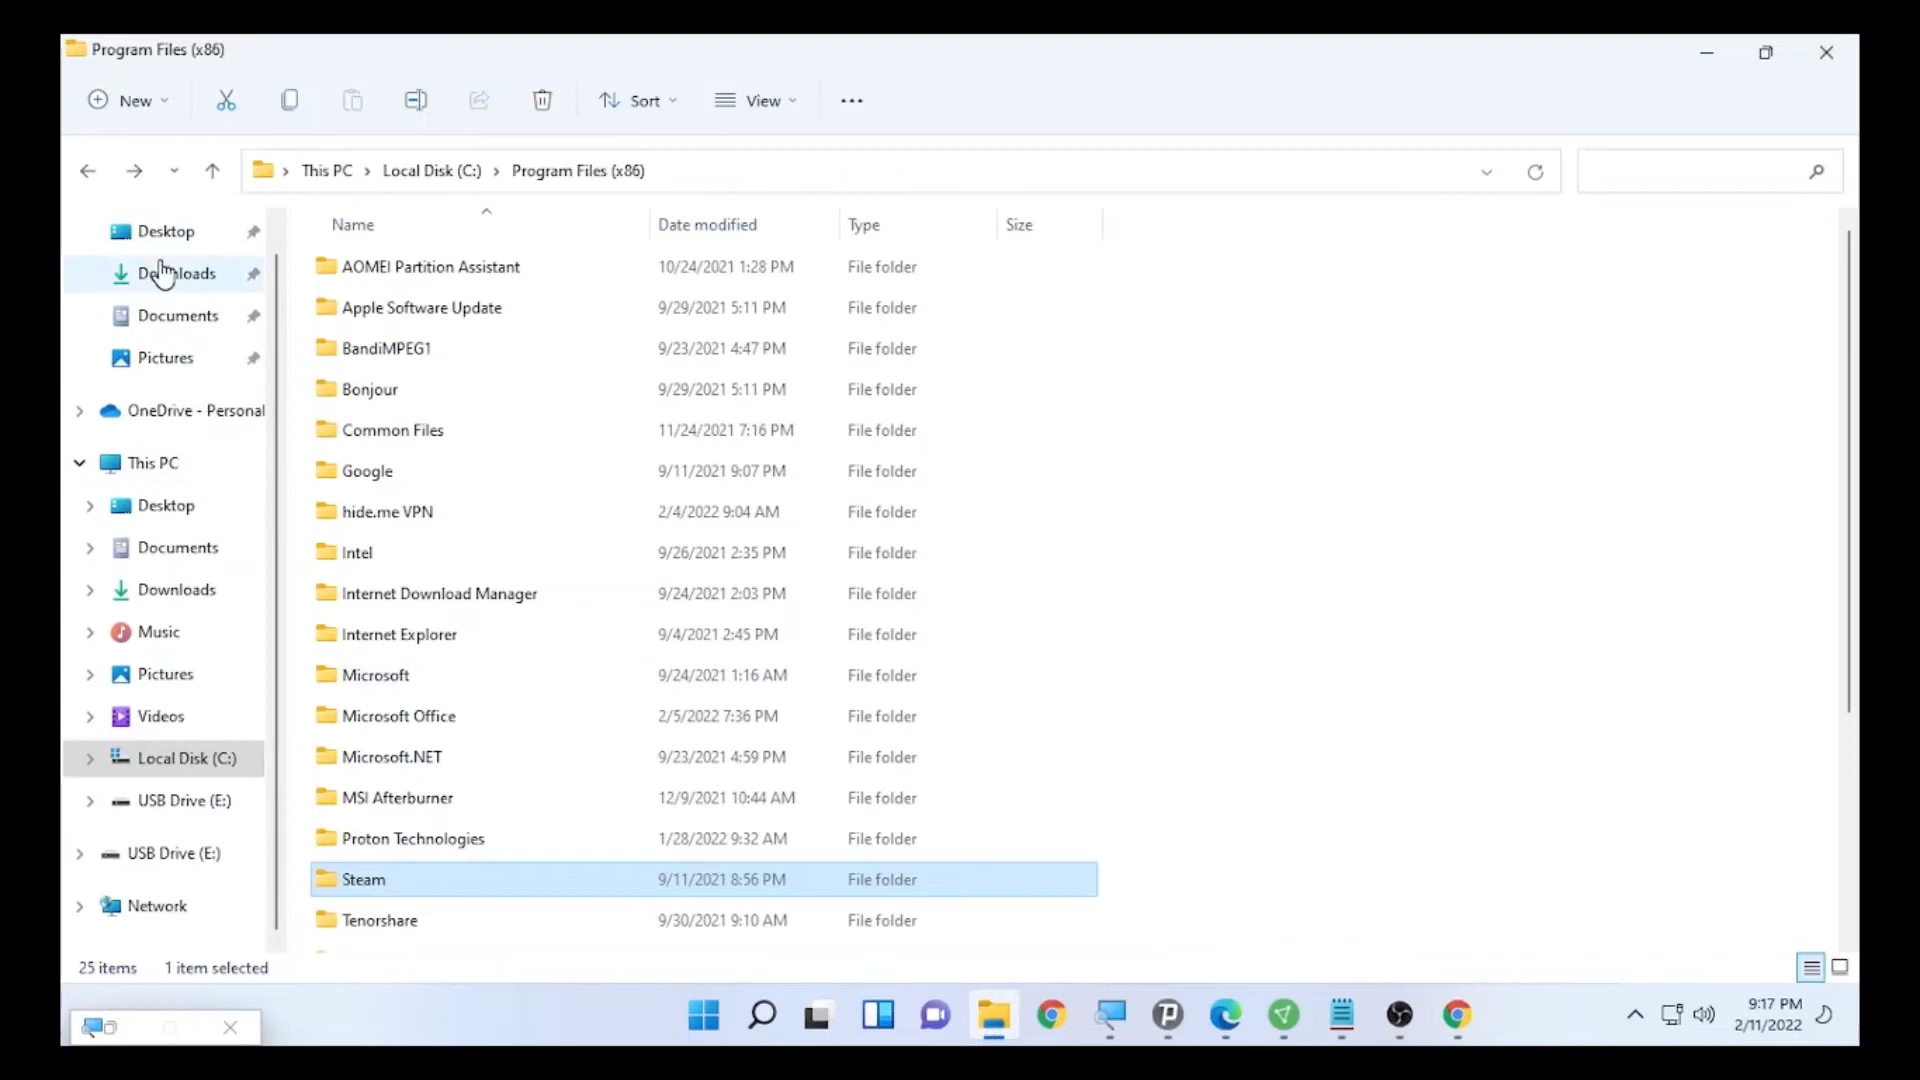 Program Files (x86)
New
Sort
View
This PC > Local Disk (C:) > Program Files (x86)
Desktop
Downloads
Documents
Pictures
OneDrive - Personal
This PC
Desktop
Documents
Downloads
Music
Pictures
Videos
Local Disk (C:)
USB Drive (E:)
USB Drive (E:)
Network
Name Date modified Type Size
AOMEI Partition Assistant 10/24/2021 1:28 PM File folder
Apple Software Update 9/29/2021 5:11 PM File folder
BandiMPEG1 9/23/2021 4:47 PM File folder
Bonjour 9/29/2021 5:11 PM File folder
Common Files 11/24/2021 7:16 PM File folder
Google 9/11/2021 9:07 PM File folder
hide.me VPN 2/4/2022 9:04 AM File folder
Intel 9/26/2021 2:35 PM File folder
Internet Download Manager 9/24/2021 2:03 PM File folder
Internet Explorer 9/4/2021 2:45 PM File folder
Microsoft 9/24/2021 1:16 AM File folder
Microsoft Office 2/5/2022 7:36 PM File folder
Microsoft.NET 9/23/2021 4:59 PM File folder
MSI Afterburner 12/9/2021 10:44 AM File folder
Proton Technologies 1/28/2022 9:32 AM File folder
Steam 9/11/2021 8:56 PM File folder
Tenorshare 9/30/2021 9:10 AM File folder
25 items 1 item selected
9:17 PM
2/11/2022